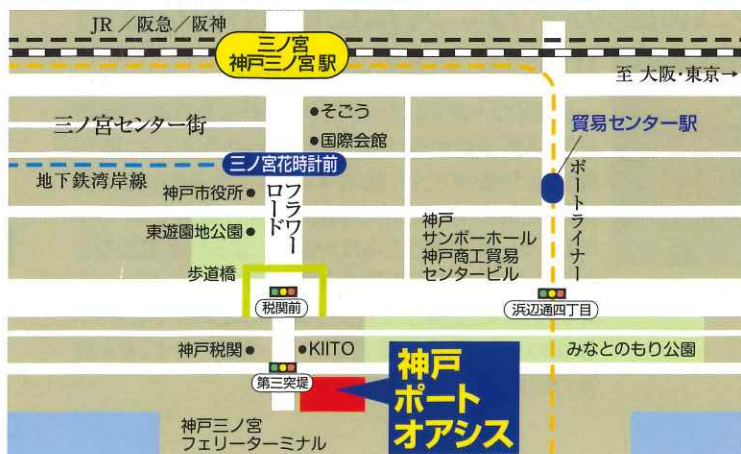 JR／阪急／阪神
三ノ宮
神戸三ノ宮駅
至 大阪・東京→
三ノ宮センター街
●そごう
●国際会館
貿易センター駅
三ノ宮花時計前
地下鉄湾岸線
神戸市役所●
フラワー
ロード
ポートライナー
東遊園地公園●
神戸
サンボーホール
神戸商工貿易
センタービル
歩道橋
税関前
浜辺通四丁目
神戸税関●
●KIITO
みなとのもり公園
第三突堤
神戸
ポート
オアシス
神戸三ノ宮
フェリーターミナル